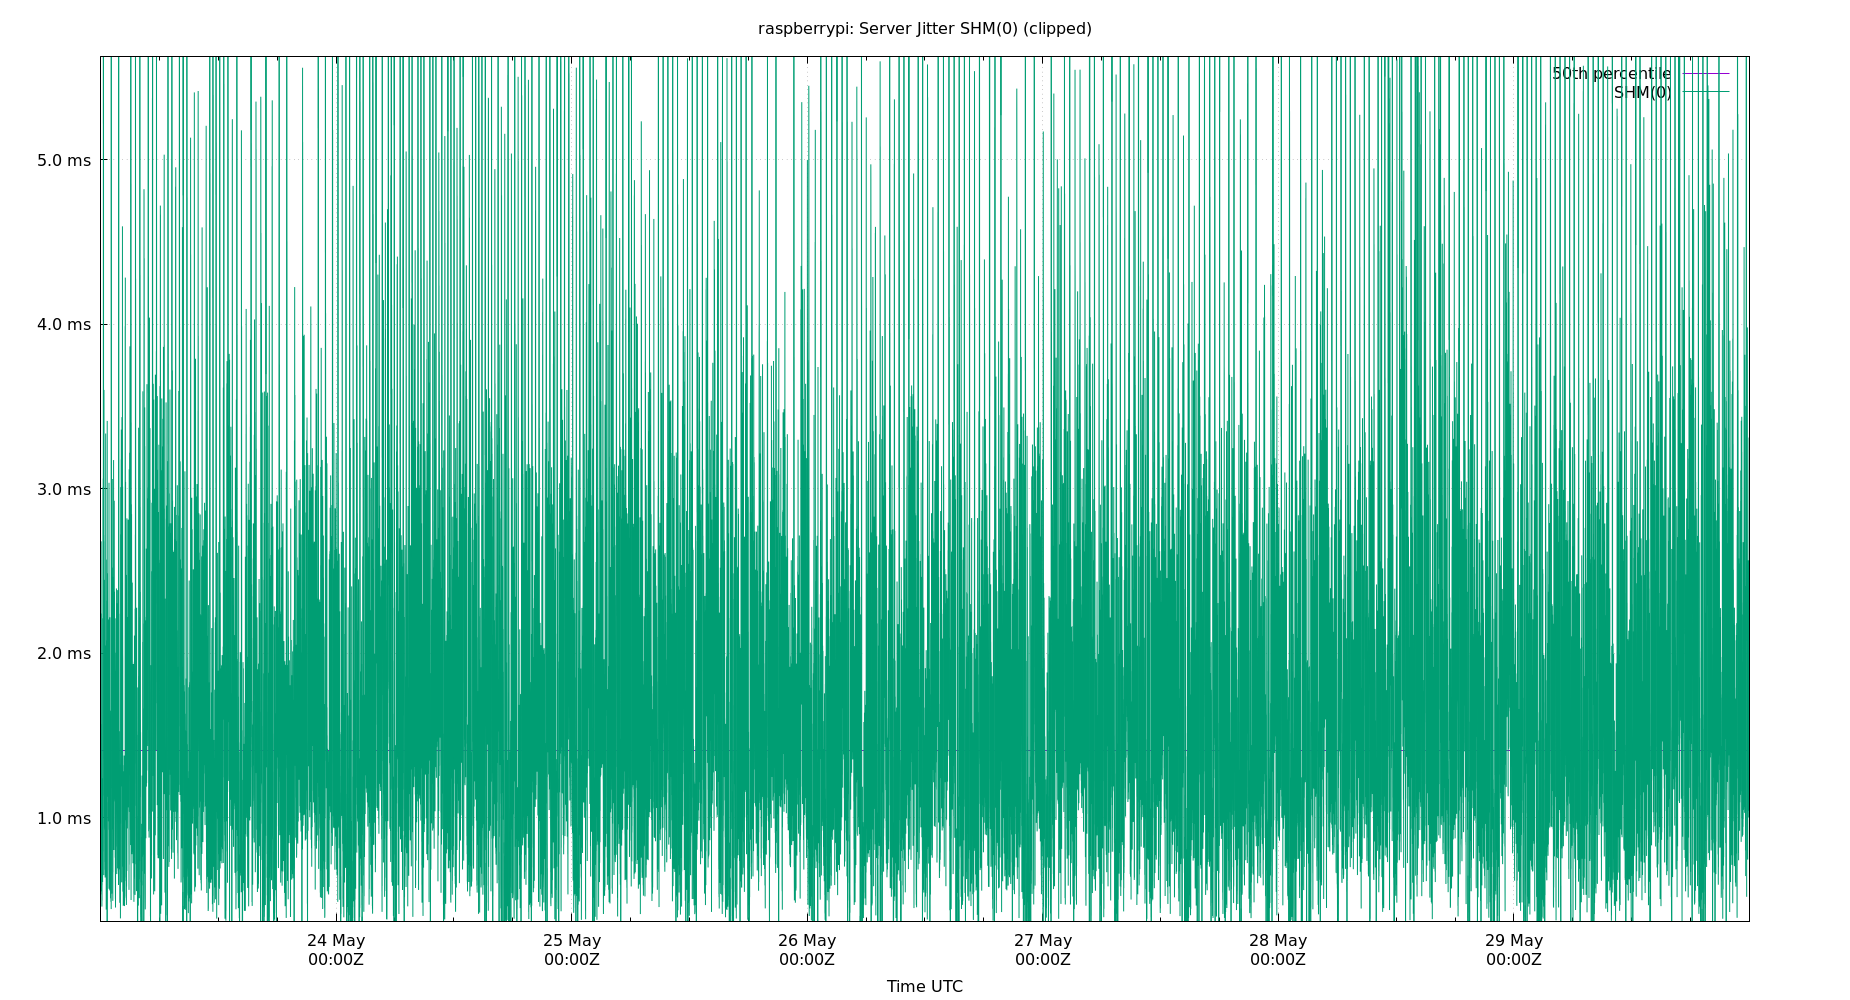 raspberrypi: Server Jitter SHM(0) (clipped)
50th percentile
SHM(0)
5.0 ms
4.0 ms
3.0 ms
2.0 ms
1.0 ms
24 May 25 May 26 May 27 May 28 May 29 May
00:00Z 00:00Z 00:00Z 00:00Z 00:00Z 00:00Z
Time UTC